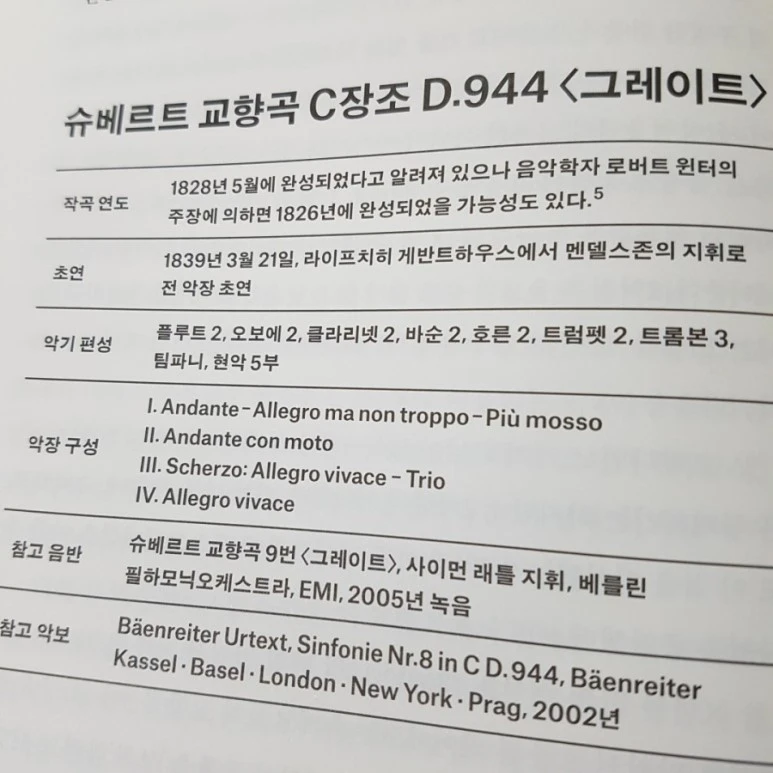 슈베르트 교향곡 C장조 D.944 〈그레이트〉
작곡 연도
1828년 5월에 완성되었다고 알려져 있으나 음악학자 로버트 윈터의
주장에 의하면 1826년에 완성되었을 가능성도 있다.5
초연
1839년 3월 21일, 라이프치히 게반트하우스에서 멘델스존의 지휘로
전 악장 초연
악기 편성
플루트 2, 오보에 2, 클라리넷 2, 바순 2, 호른 2, 트럼펫 2, 트롬본 3,
팀파니, 현악 5부
악장 구성
I. Andante–Allegro ma non troppo–Più mosso
II. Andante con moto
III. Scherzo: Allegro vivace – Trio
IV. Allegro vivace
참고 음반
슈베르트 교향곡 9번 〈그레이트〉, 사이먼 래틀 지휘, 베를린
필하모닉오케스트라, EMI, 2005년 녹음
참고 악보
Bäenreiter Urtext, Sinfonie Nr.8 in C D.944, Bäenreiter
Kassel · Basel · London · New York · Prag, 2002년